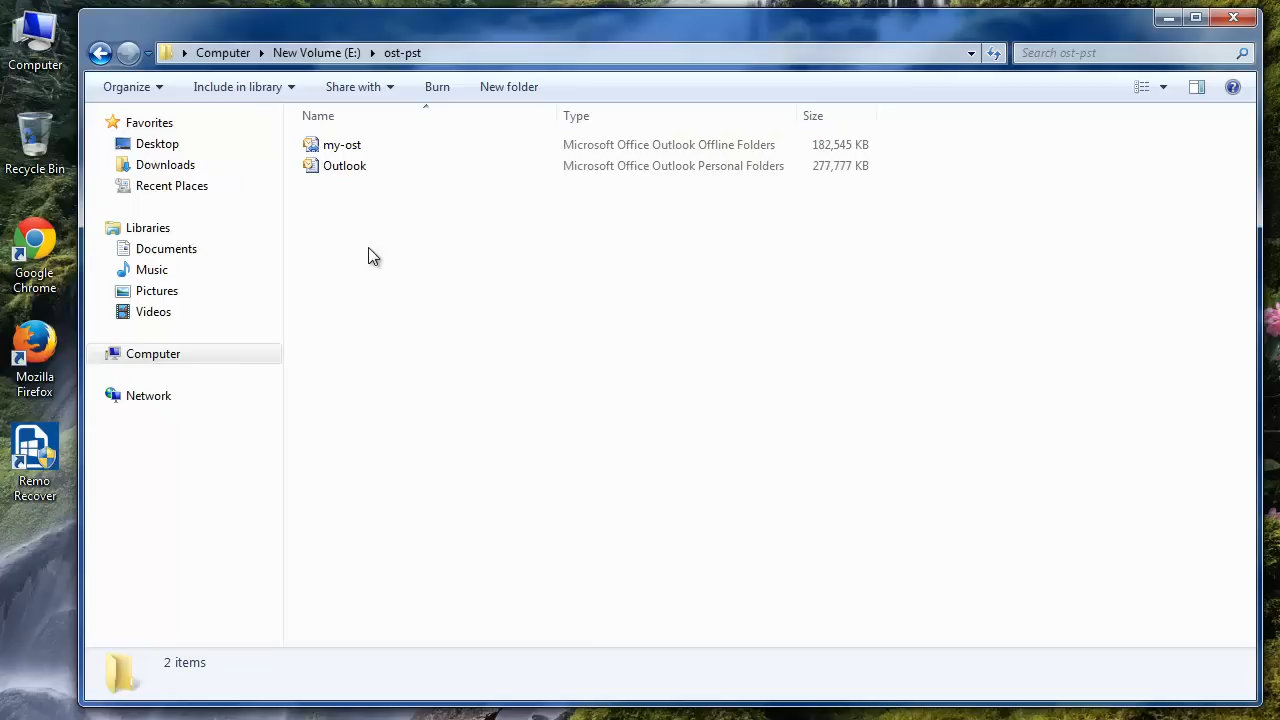 Computer
Recycle Bin
Google
Chrome
Mozilla
Firefox
Remo
Recover
Computer New Volume (E:) ost-pst
Search ost-pst
Organize Include in library Share with Burn New folder
Favorites
Desktop
Downloads
Recent Places
Libraries
Documents
Music
Pictures
Videos
Computer
Network
Name Type Size
my-ost Microsoft Office Outlook Offline Folders 182,545 KB
Outlook Microsoft Office Outlook Personal Folders 277,777 KB
2 items